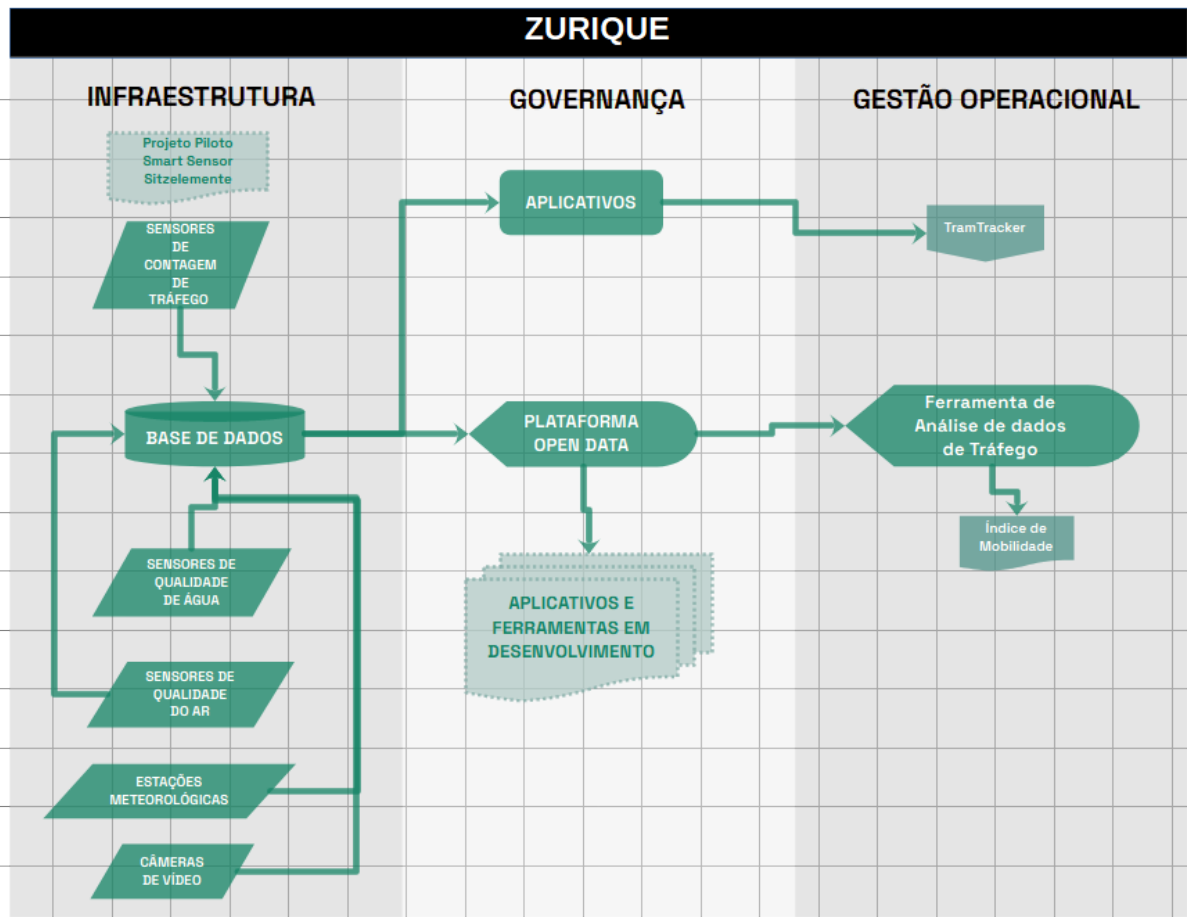 ZURIQUE
INFRAESTRUTURA
GOVERNANÇA
GESTÃO OPERACIONAL
Projeto Piloto
Smart Sensor
Sitzelemente
SENSORES
DE
CONTAGEM
DE
TRÁFEGO
APLICATIVOS
TramTracker
BASE DE DADOS
PLATAFORMA
OPEN DATA
Ferramenta de
Análise de dados
de Tráfego
Índice de
Mobilidade
SENSORES DE
QUALIDADE
DE ÁGUA
APLICATIVOS E
FERRAMENTAS EM
DESENVOLVIMENTO
SENSORES DE
QUALIDADE
DO AR
ESTAÇÕES
METEOROLÓGICAS
CÂMERAS
DE VÍDEO